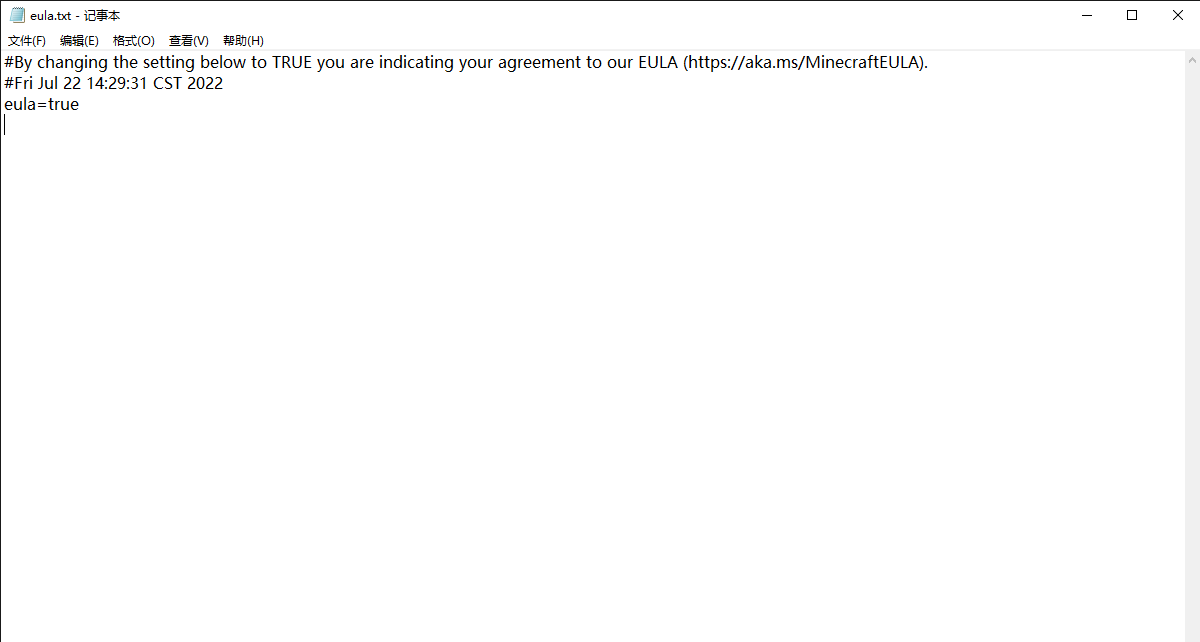 eula.txt - 记事本
文件(F) 编辑(E) 格式(O) 查看(V) 帮助(H)
#By changing the setting below to TRUE you are indicating your agreement to our EULA (https://aka.ms/MinecraftEULA).
#Fri Jul 22 14:29:31 CST 2022
eula=true